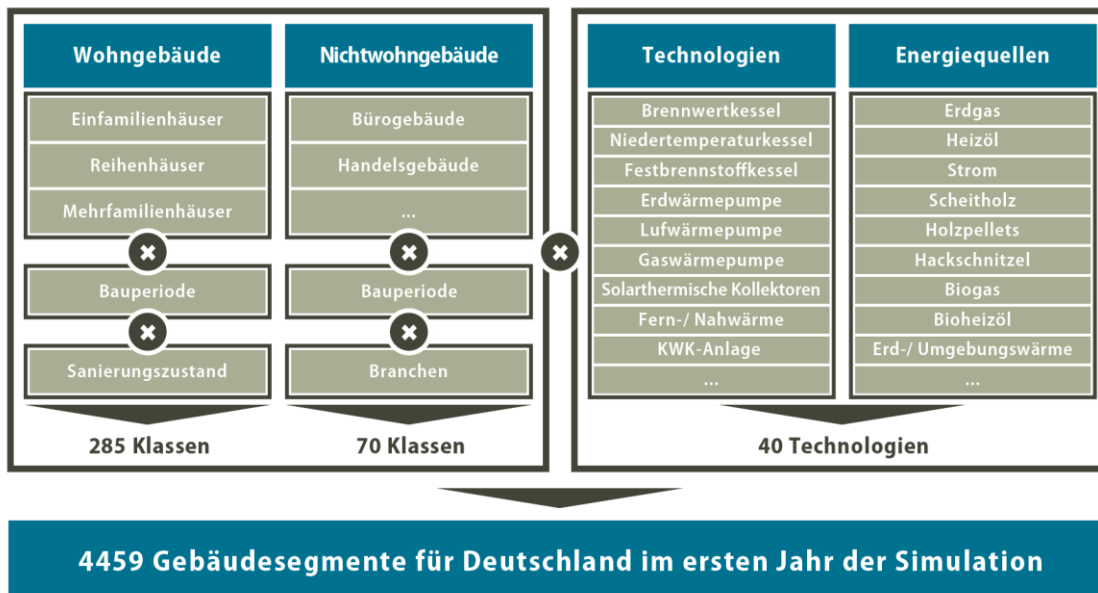 Wohngebäude
Einfamilienhäuser
Reihenhäuser
Mehrfamilienhäuser
Bauperiode
Sanierungszustand
285 Klassen
Nichtwohngebäude
Bürogebäude
Handelsgebäude
...
Bauperiode
Branchen
70 Klassen
Technologien
Brennwertkessel
Niedertemperaturkessel
Festbrennstoffkessel
Erdwärmepumpe
Lufwärmepumpe
Gaswärmepumpe
Solarthermische Kollektoren
Fern-/ Nahwärme
KWK-Anlage
...
Energiequellen
Erdgas
Heizöl
Strom
Scheitholz
Holzpellets
Hackschnitzel
Biogas
Bioheizöl
Erd-/ Umgebungswärme
...
40 Technologien
4459 Gebäudesegmente für Deutschland im ersten Jahr der Simulation